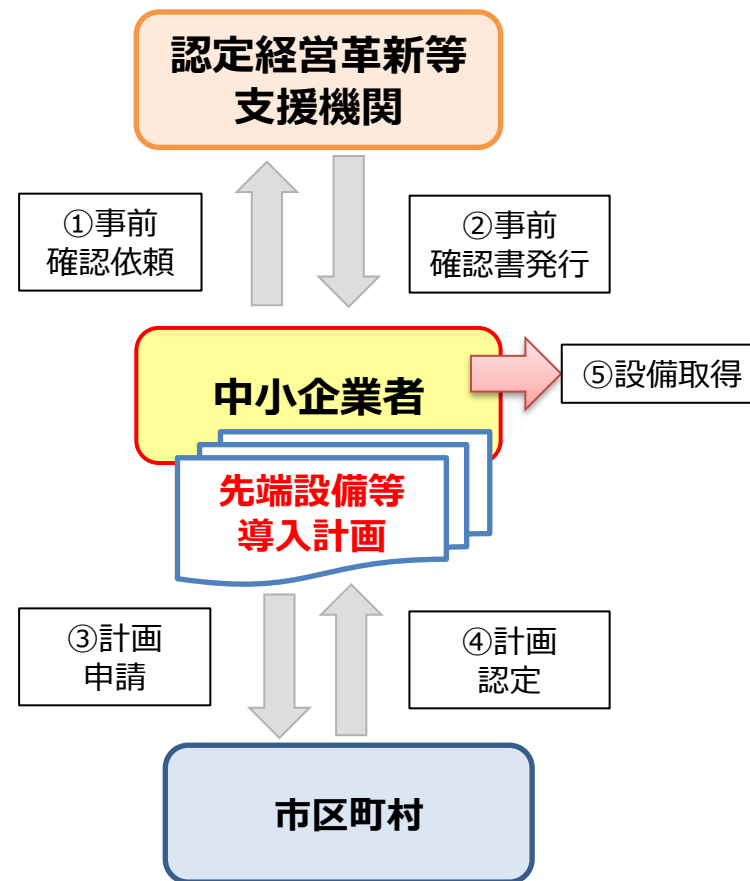 認定経営革新等
支援機関
①事前
確認依頼
②事前
確認書発行
中小企業者
⑤設備取得
先端設備等
導入計画
③計画
申請
④計画
認定
市区町村